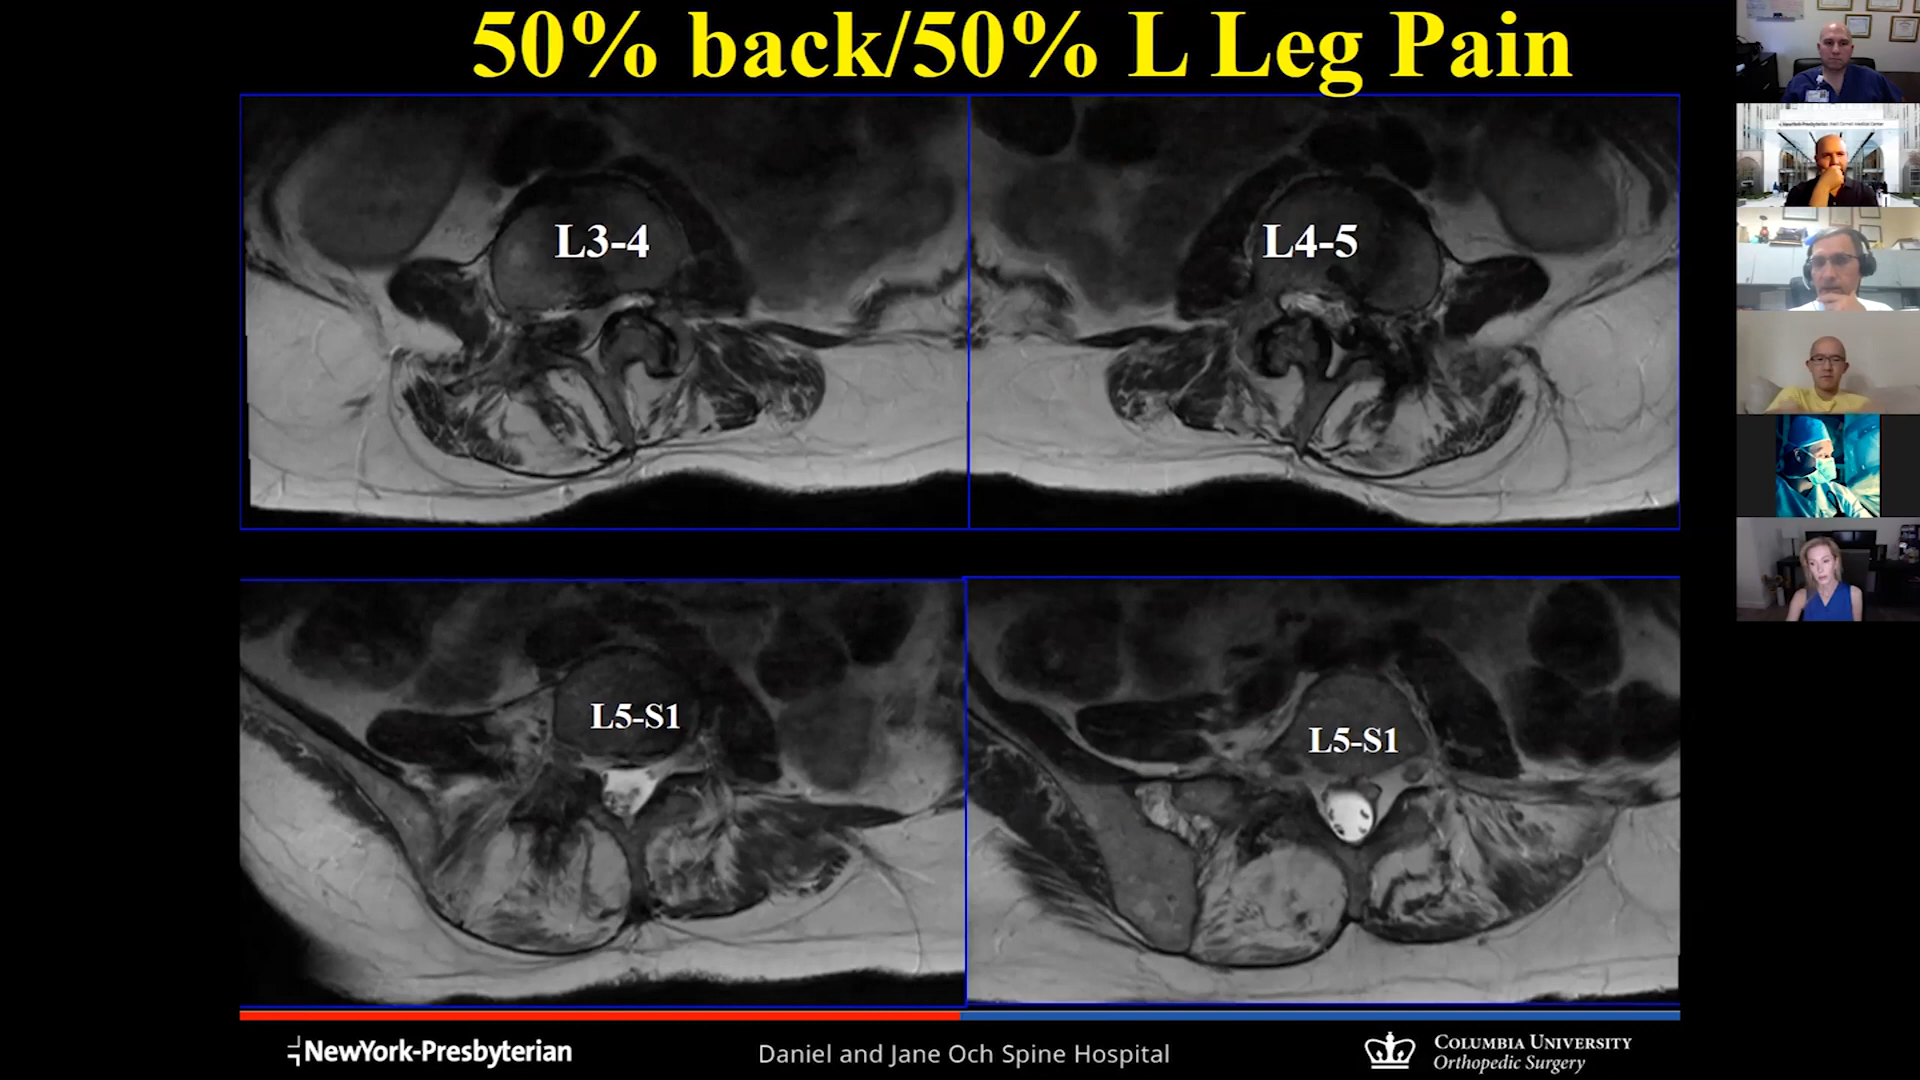 50% back/50% L Leg Pain
L3-4
L4-5
L5-S1
L5-S1
NewYork-Presbyterian
Daniel and Jane Och Spine Hospital
COLUMBIA UNIVERSITY
Orthopedic Surgery